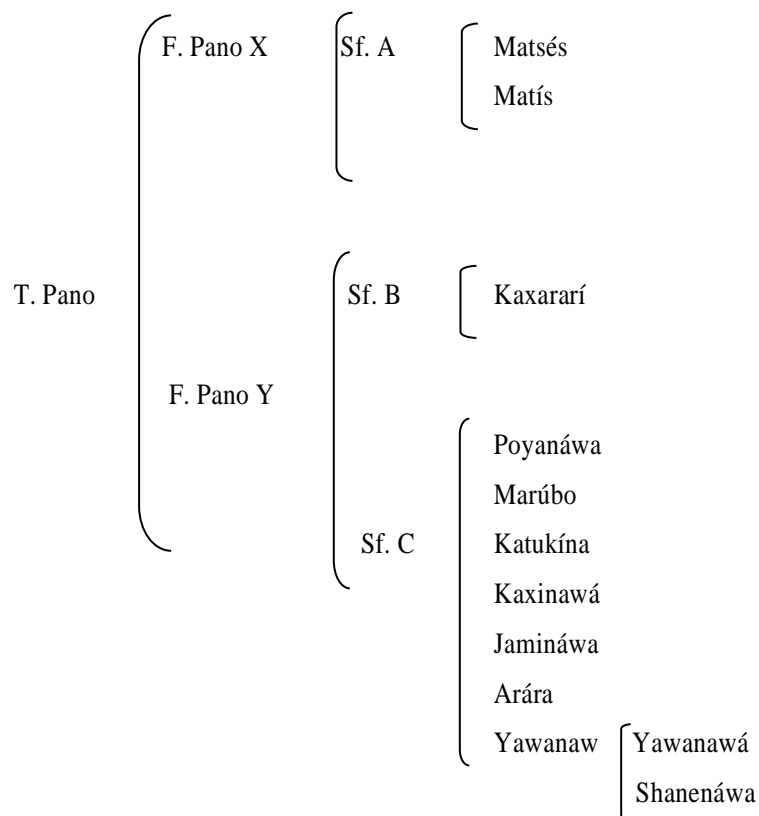 F. Pano X Sf. A Matsés
Matís
T. Pano Sf. B Kaxararí
F. Pano Y
Poyanáwa
Marúbo
Sf. C Katukína
Kaxinawá
Jamináwa
Arára
Yawanaw Yawanawá
Shanenáwa